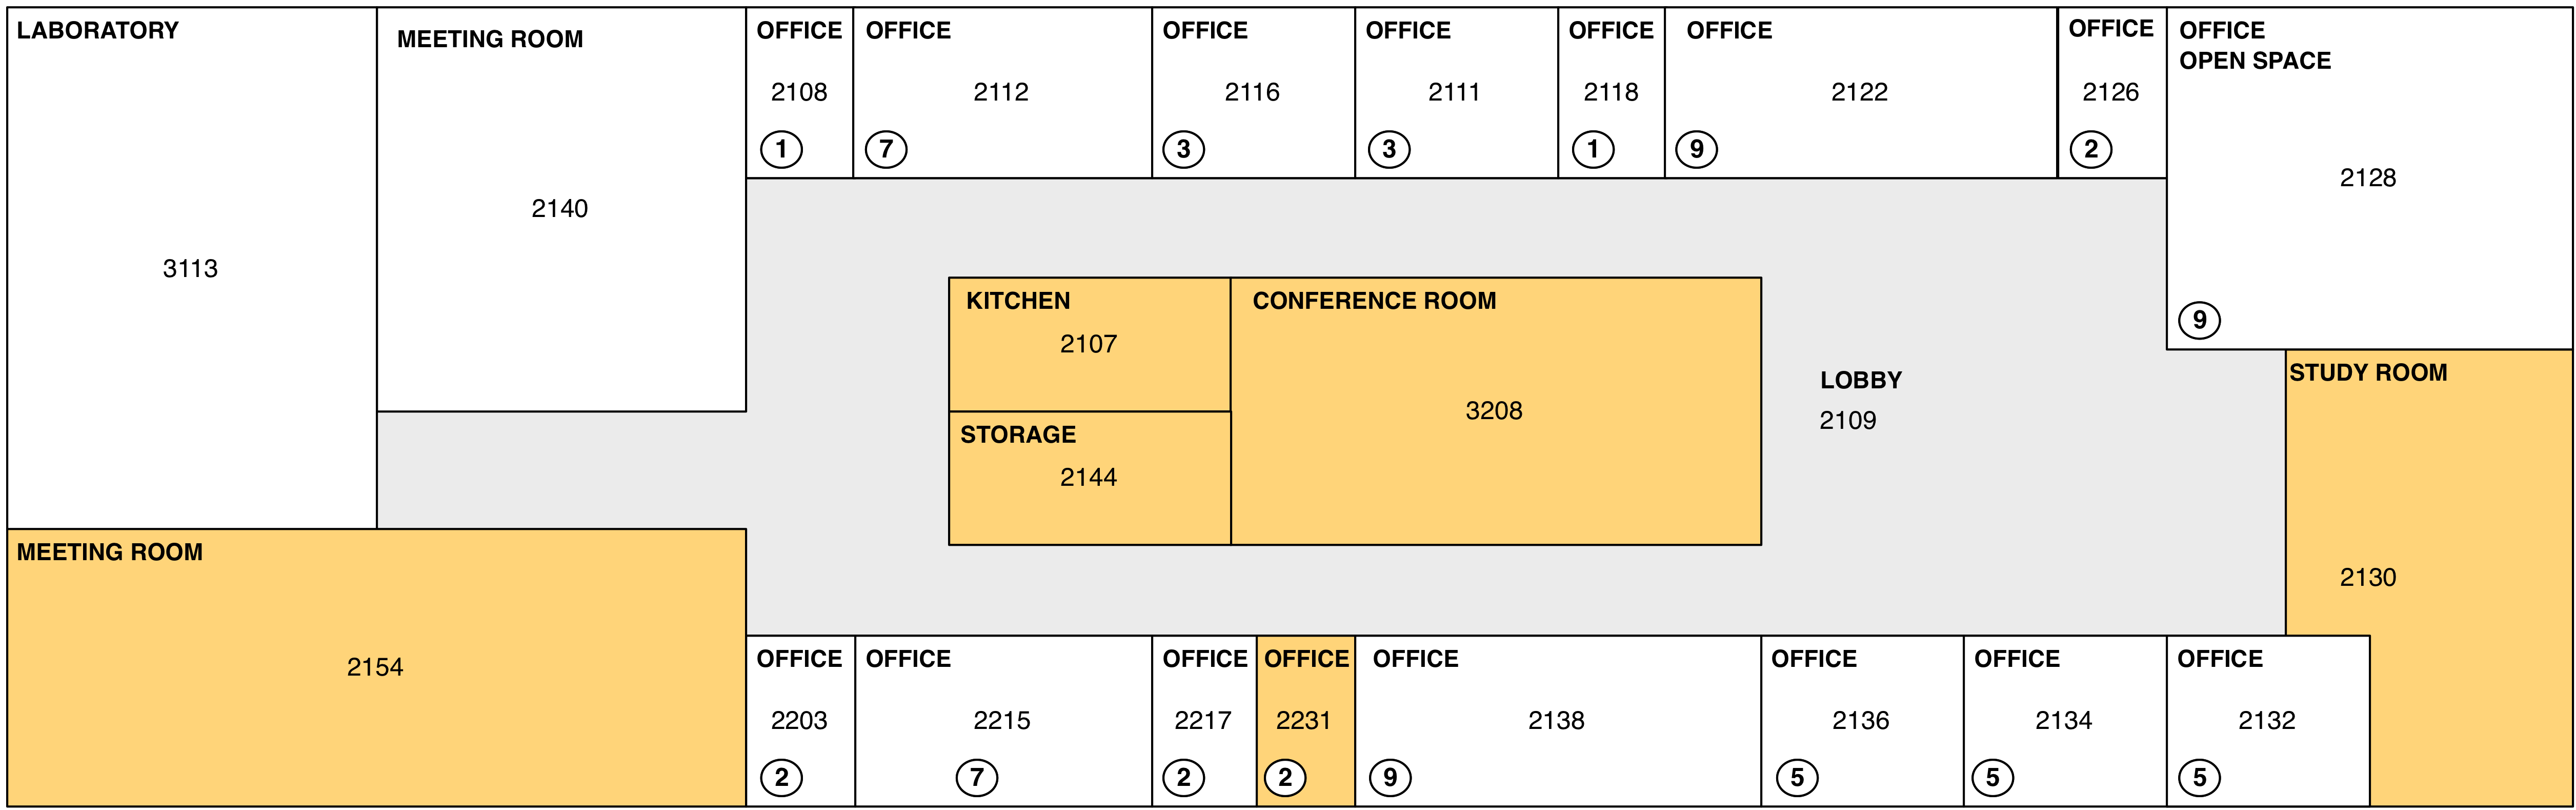 LABORATORY
3113
MEETING ROOM
2140
OFFICE
2108
1
OFFICE
2112
7
OFFICE
2116
3
OFFICE
2111
3
OFFICE
2118
1
OFFICE
2122
9
OFFICE
2126
2
OFFICE
OPEN SPACE
2128
9
KITCHEN
2107
CONFERENCE ROOM
3208
STORAGE
2144
LOBBY
2109
STUDY ROOM
2130
MEETING ROOM
2154
OFFICE
2203
2
OFFICE
2215
7
OFFICE
2217
2
OFFICE
2231
2
OFFICE
2138
9
OFFICE
2136
5
OFFICE
2134
5
OFFICE
2132
5